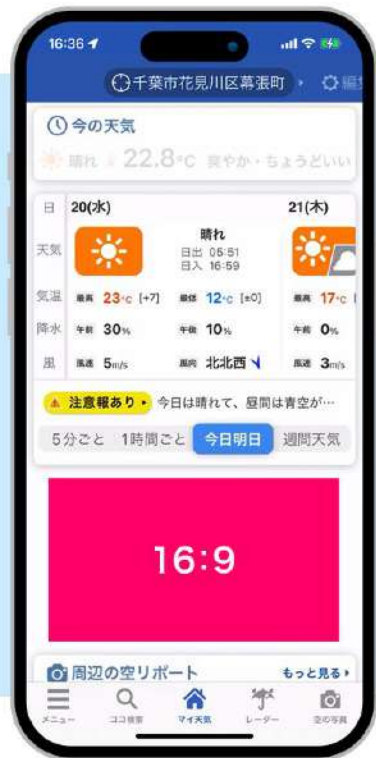 16:36
千葉市花見川区幕張町
編集
今の天気
晴れ 22.8℃ 爽やか・ちょうどいい
日 20(水) 21(木)
天気 晴れ
日出 05:51
日入 16:59
気温 最高 23℃ [+7] 最低 12℃ [±0] 最高 17℃
降水 午前 30% 午後 10% 午前 0%
風 風速 5m/s 風向 北北西 風速 3m/s
注意報あり 今日は晴れて、昼間は青空が…
5分ごと 1時間ごと 今日明日 週間天気
16:9
周辺の空リポート もっと見る
メニュー ココ検索 マイ天気 レーダー 空の写真